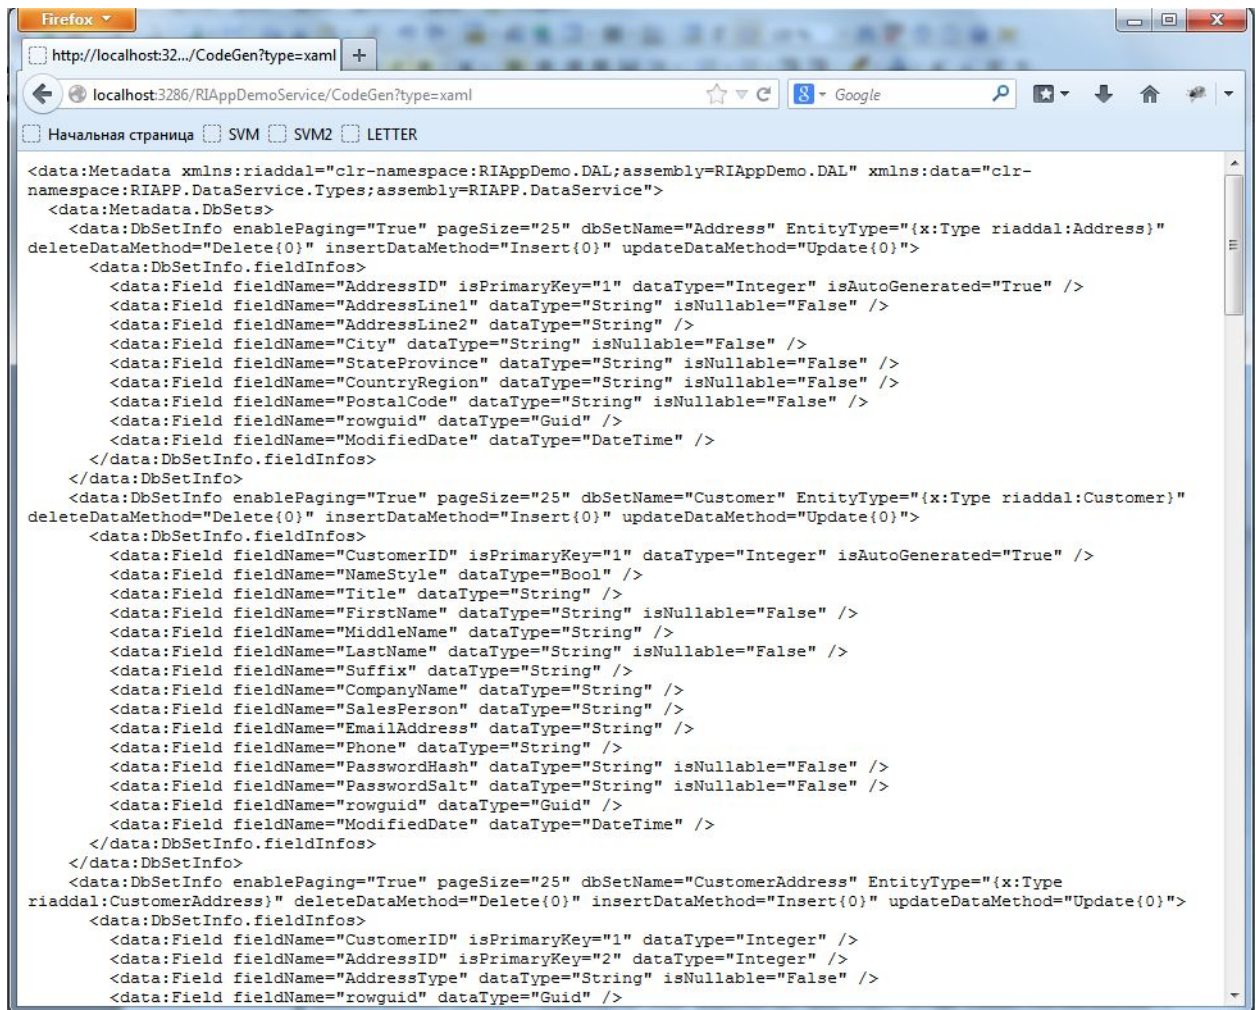 Firefox
http://localhost:32.../CodeGen?type=xaml
localhost:3286/RIAppDemoService/CodeGen?type=xaml
Google
Начальная страница SVM SVM2 LETTER
<data:Metadata xmlns:riaddal="clr-namespace:RIAppDemo.DAL;assembly=RIAppDemo.DAL" xmlns:data="clr-
namespace:RIAPP.DataService.Types;assembly=RIAPP.DataService">
<data:Metadata.DbSets>
<data:DbSetInfo enablePaging="True" pageSize="25" dbSetName="Address" EntityType="{x:Type riaddal:Address}"
deleteDataMethod="Delete{0}" insertDataMethod="Insert{0}" updateDataMethod="Update{0}">
<data:DbSetInfo.fieldInfos>
<data:Field fieldName="AddressID" isPrimaryKey="1" dataType="Integer" isAutoGenerated="True" />
<data:Field fieldName="AddressLine1" dataType="String" isNullable="False" />
<data:Field fieldName="AddressLine2" dataType="String" />
<data:Field fieldName="City" dataType="String" isNullable="False" />
<data:Field fieldName="StateProvince" dataType="String" isNullable="False" />
<data:Field fieldName="CountryRegion" dataType="String" isNullable="False" />
<data:Field fieldName="PostalCode" dataType="String" isNullable="False" />
<data:Field fieldName="rowguid" dataType="Guid" />
<data:Field fieldName="ModifiedDate" dataType="DateTime" />
</data:DbSetInfo.fieldInfos>
</data:DbSetInfo>
<data:DbSetInfo enablePaging="True" pageSize="25" dbSetName="Customer" EntityType="{x:Type riaddal:Customer}"
deleteDataMethod="Delete{0}" insertDataMethod="Insert{0}" updateDataMethod="Update{0}">
<data:DbSetInfo.fieldInfos>
<data:Field fieldName="CustomerID" isPrimaryKey="1" dataType="Integer" isAutoGenerated="True" />
<data:Field fieldName="NameStyle" dataType="Bool" />
<data:Field fieldName="Title" dataType="String" />
<data:Field fieldName="FirstName" dataType="String" isNullable="False" />
<data:Field fieldName="MiddleName" dataType="String" />
<data:Field fieldName="LastName" dataType="String" isNullable="False" />
<data:Field fieldName="Suffix" dataType="String" />
<data:Field fieldName="CompanyName" dataType="String" />
<data:Field fieldName="SalesPerson" dataType="String" />
<data:Field fieldName="EmailAddress" dataType="String" />
<data:Field fieldName="Phone" dataType="String" />
<data:Field fieldName="PasswordHash" dataType="String" isNullable="False" />
<data:Field fieldName="PasswordSalt" dataType="String" isNullable="False" />
<data:Field fieldName="rowguid" dataType="Guid" />
<data:Field fieldName="ModifiedDate" dataType="DateTime" />
</data:DbSetInfo.fieldInfos>
</data:DbSetInfo>
<data:DbSetInfo enablePaging="True" pageSize="25" dbSetName="CustomerAddress" EntityType="{x:Type
riaddal:CustomerAddress}" deleteDataMethod="Delete{0}" insertDataMethod="Insert{0}" updateDataMethod="Update{0}">
<data:DbSetInfo.fieldInfos>
<data:Field fieldName="CustomerID" isPrimaryKey="1" dataType="Integer" />
<data:Field fieldName="AddressID" isPrimaryKey="2" dataType="Integer" />
<data:Field fieldName="AddressType" dataType="String" isNullable="False" />
<data:Field fieldName="rowguid" dataType="Guid" />